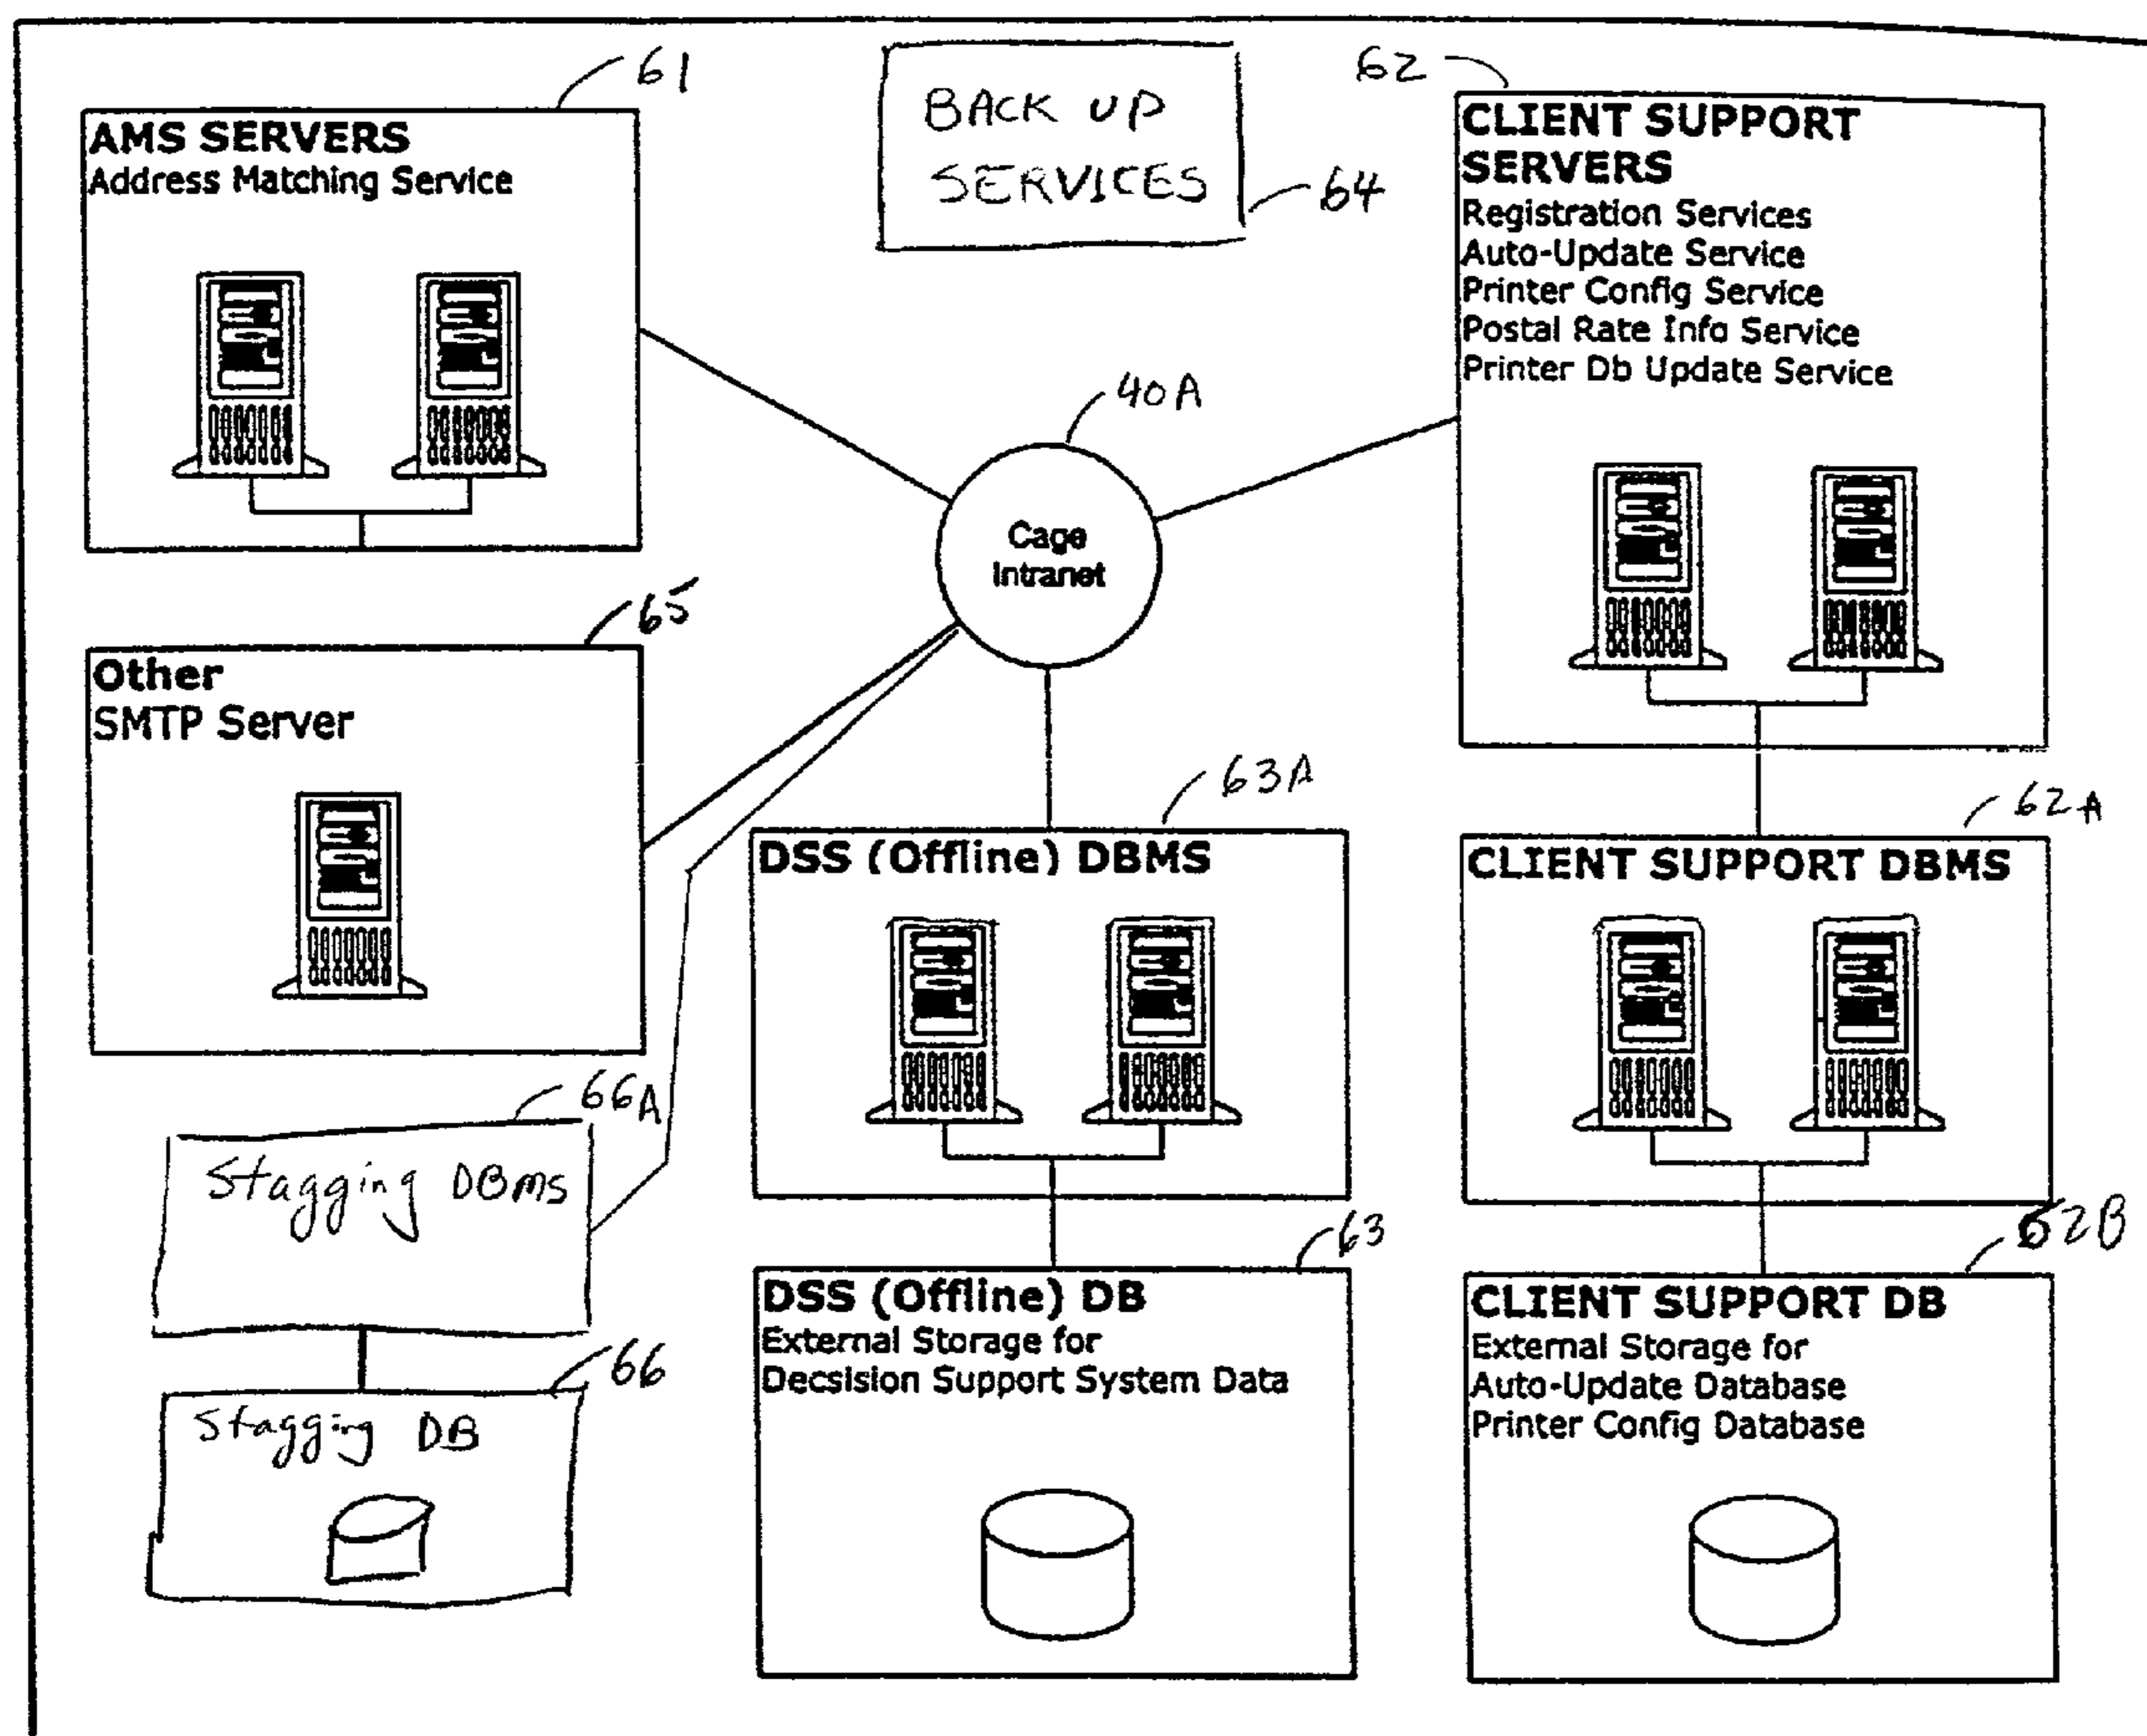 61
AMS SERVERS
Address Matching Service
BACK UP
SERVICES
64
62
CLIENT SUPPORT
SERVERS
Registration Services
Auto-Update Service
Printer Config Service
Postal Rate Info Service
Printer Db Update Service
40A
Cage
Intranet
65
Other
SMTP Server
63A
DSS (Offline) DBMS
62A
CLIENT SUPPORT DBMS
66A
Stagging DBMS
66
Stagging DB
63
DSS (Offline) DB
External Storage for
Decsision Support System Data
62B
CLIENT SUPPORT DB
External Storage for
Auto-Update Database
Printer Config Database